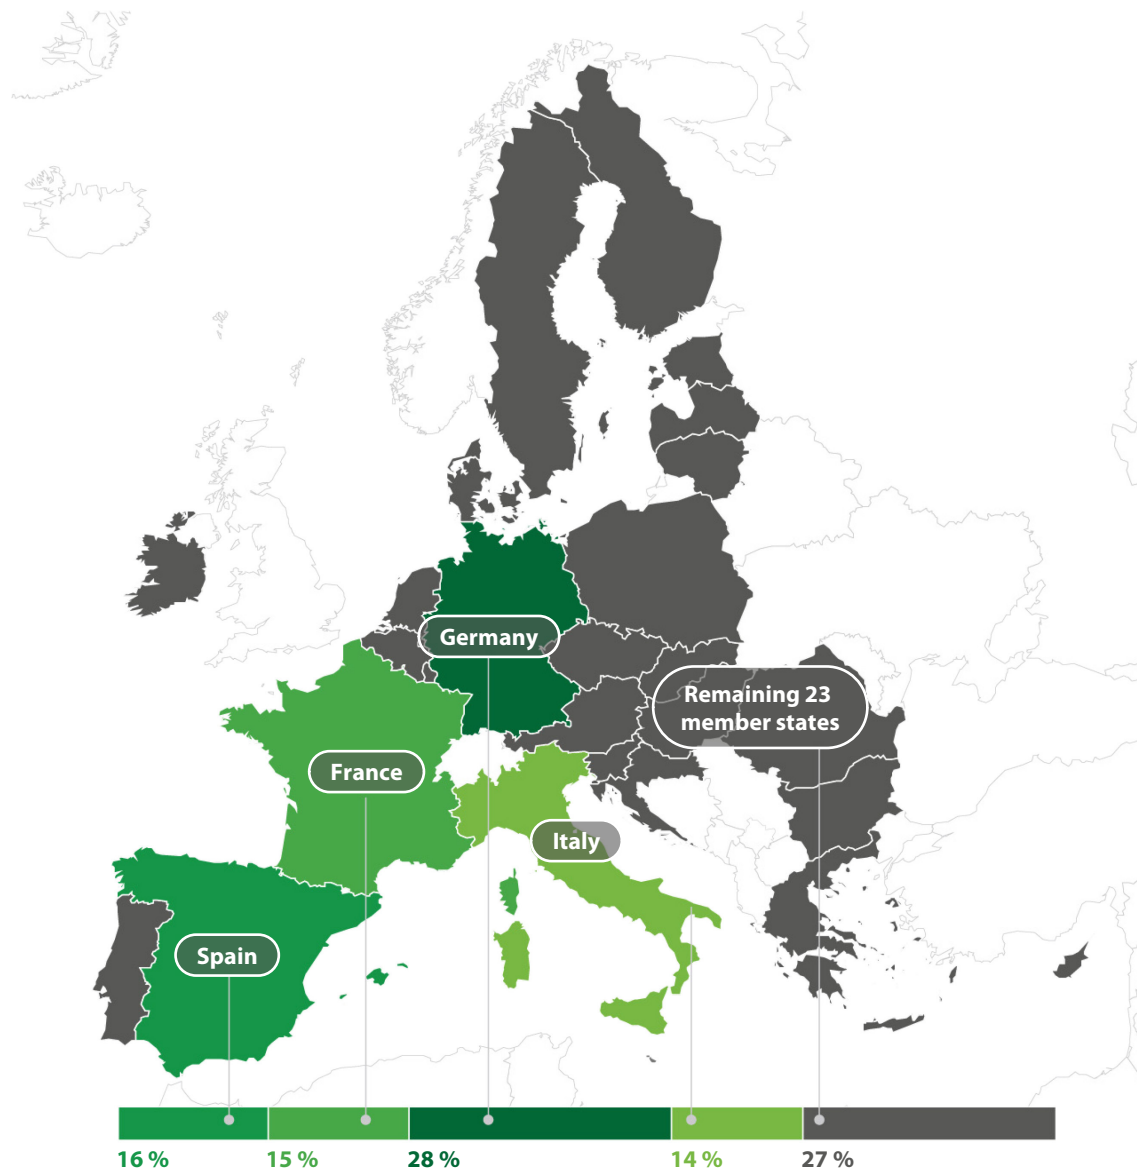 Germany
Remaining 23
member states
France
Italy
Spain
16 %
15 %
28 %
14 %
27 %